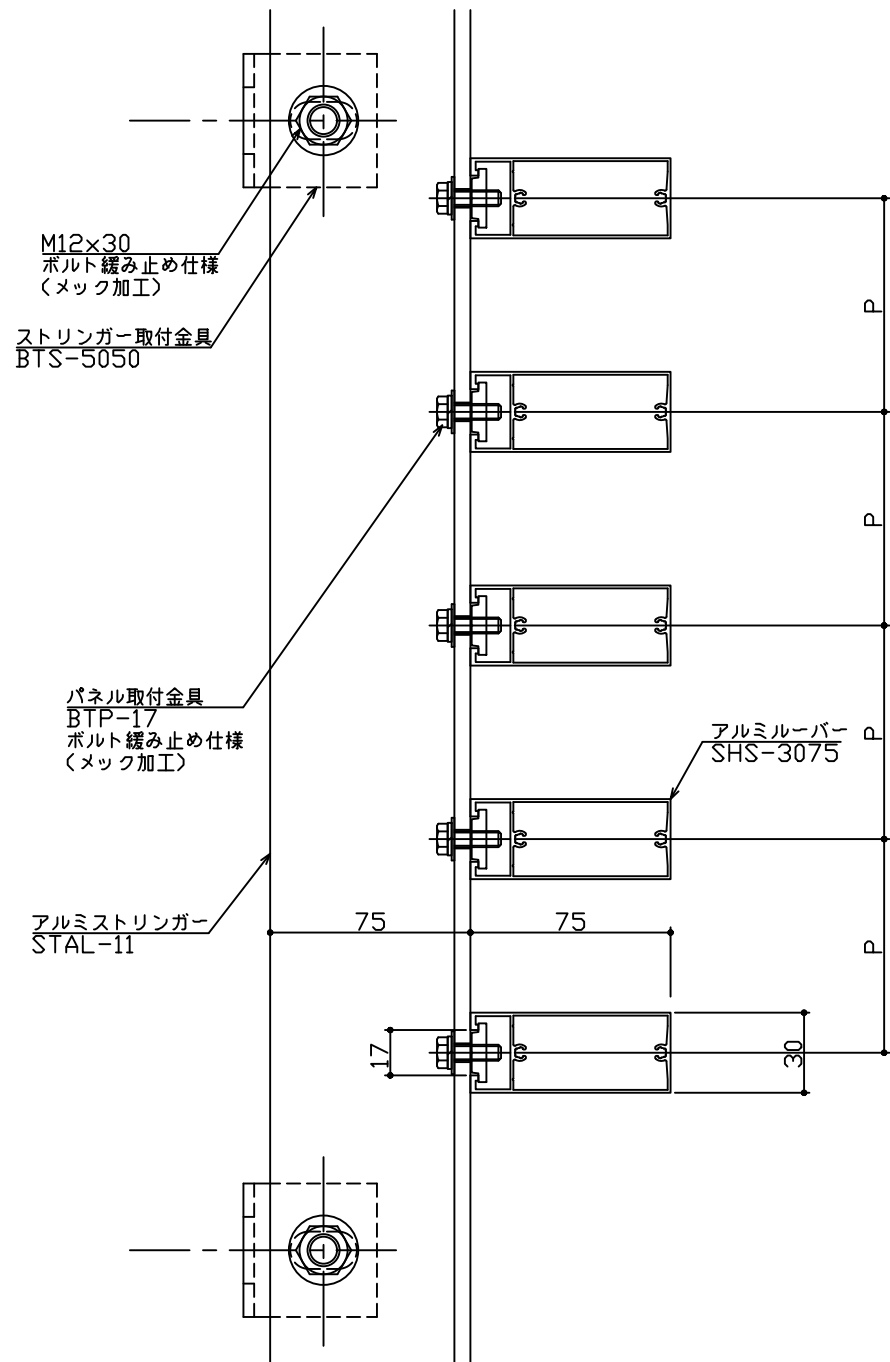 M12×30
ボルト緩み止め仕様
(メック加工)
ストリンガー取付金具
BTS-5050
P
P
パネル取付金具
BTP-17
ボルト緩み止め仕様
(メック加工)
アルミルーバー
SHS-3075
P
アルミストリンガー
STAL-11
75
75
P
17
30